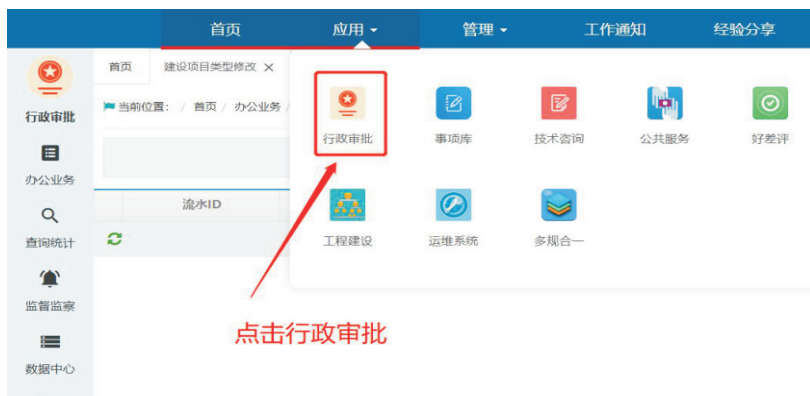 首页 应用 管理 工作通知 经验分享
行政审批
办公业务
查询统计
监督监察
数据中心
首页 建设项目类型修改
当前位置： / 首页 / 办公业务 /
流水ID
行政审批 事项库 技术咨询 公共服务 好差评
工程建设 运维系统 多规合一
点击行政审批